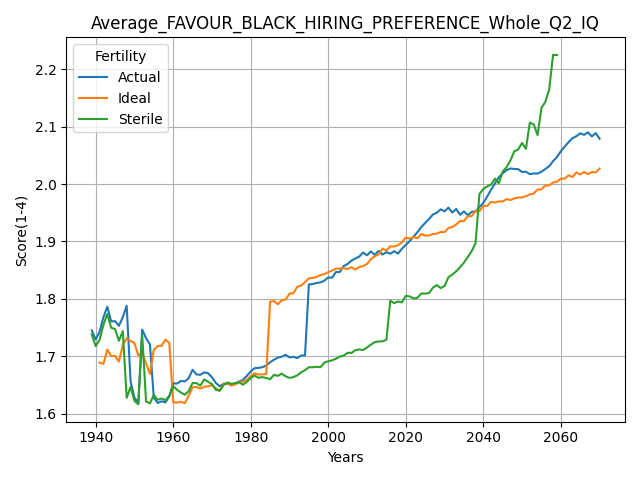 Average_FAVOUR_BLACK_HIRING_PREFERENCE_Whole_Q2_IQ
Fertility
Actual
Ideal
Sterile
Score(1-4)
2.2
2.1
2.0
1.9
1.8
1.7
1.6
1940
1960
1980
2000
2020
2040
2060
Years